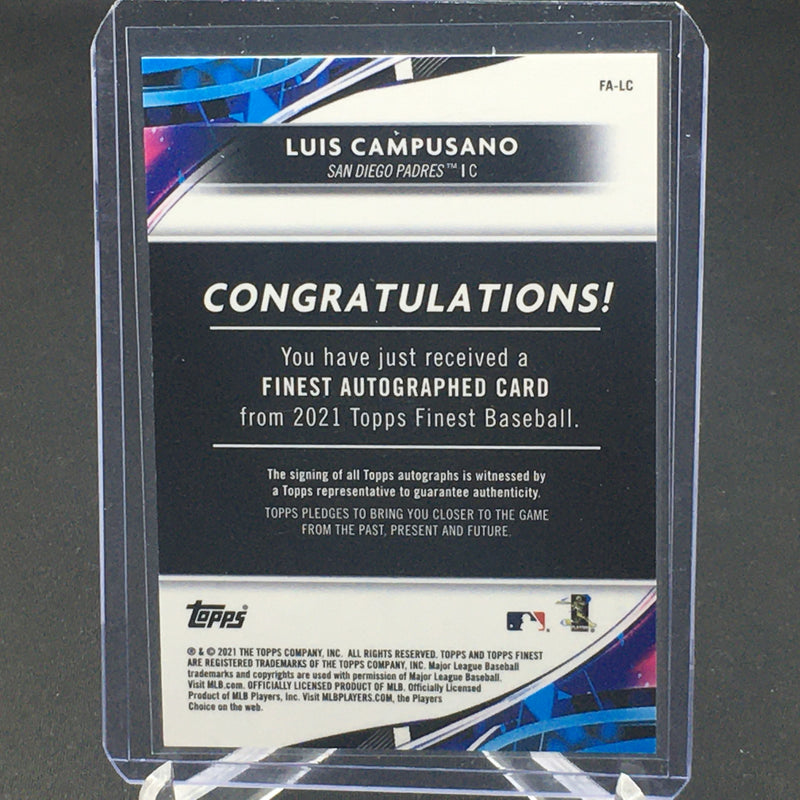 FA-LC
LUIS CAMPUSANO
SAN DIEGO PADRES™ | C
CONGRATULATIONS!
You have just received a
FINEST AUTOGRAPHED CARD
from 2021 Topps Finest Baseball.
The signing of all Topps autographs is witnessed by
a Topps representative to guarantee authenticity.
TOPPS PLEDGES TO BRING YOU CLOSER TO THE GAME
FROM THE PAST, PRESENT AND FUTURE.
topps®
® & © 2021 THE TOPPS COMPANY, INC. ALL RIGHTS RESERVED. TOPPS AND TOPPS FINEST
ARE REGISTERED TRADEMARKS OF THE TOPPS COMPANY, INC. Major League Baseball
trademarks and copyrights are used with permission of Major League Baseball.
Visit MLB.com. OFFICIALLY LICENSED PRODUCT OF MLB. Officially Licensed
Product of MLB Players, Inc. Visit MLBPLAYERS.COM, the Players
Choice on the web.